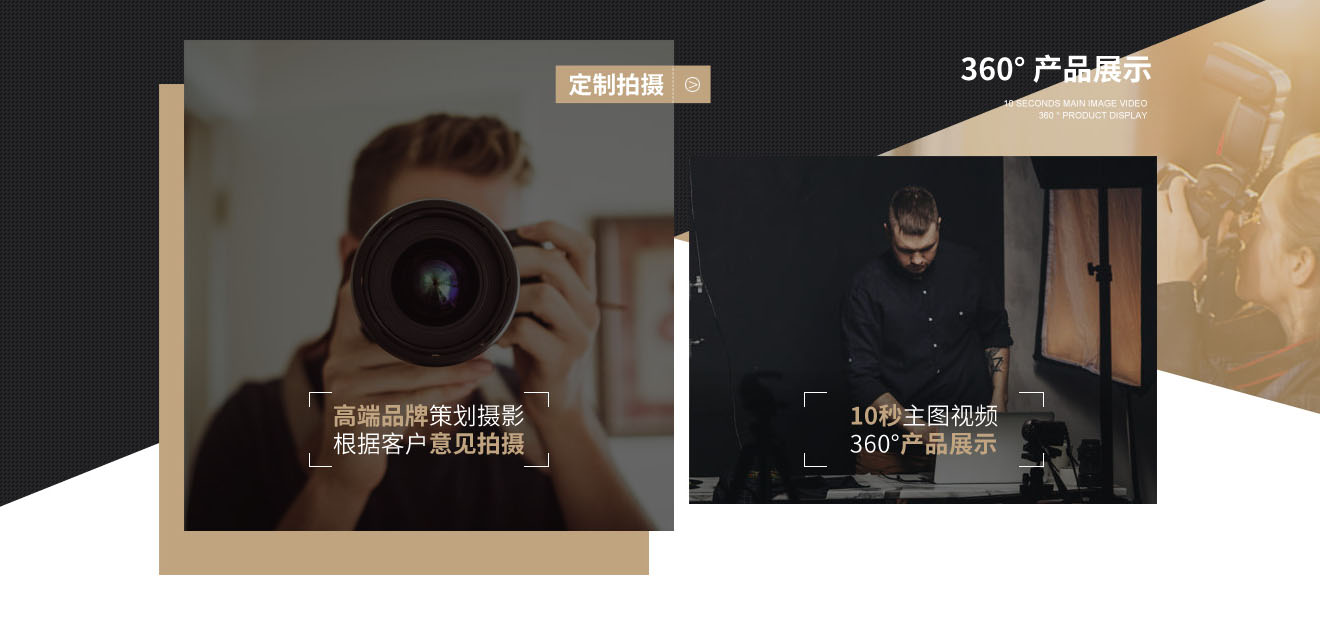 定制拍摄
360° 产品展示
10 SECONDS MAIN IMAGE VIDEO
360 ° PRODUCT DISPLAY
高端品牌策划摄影
根据客户意见拍摄
10秒主图视频
360°产品展示